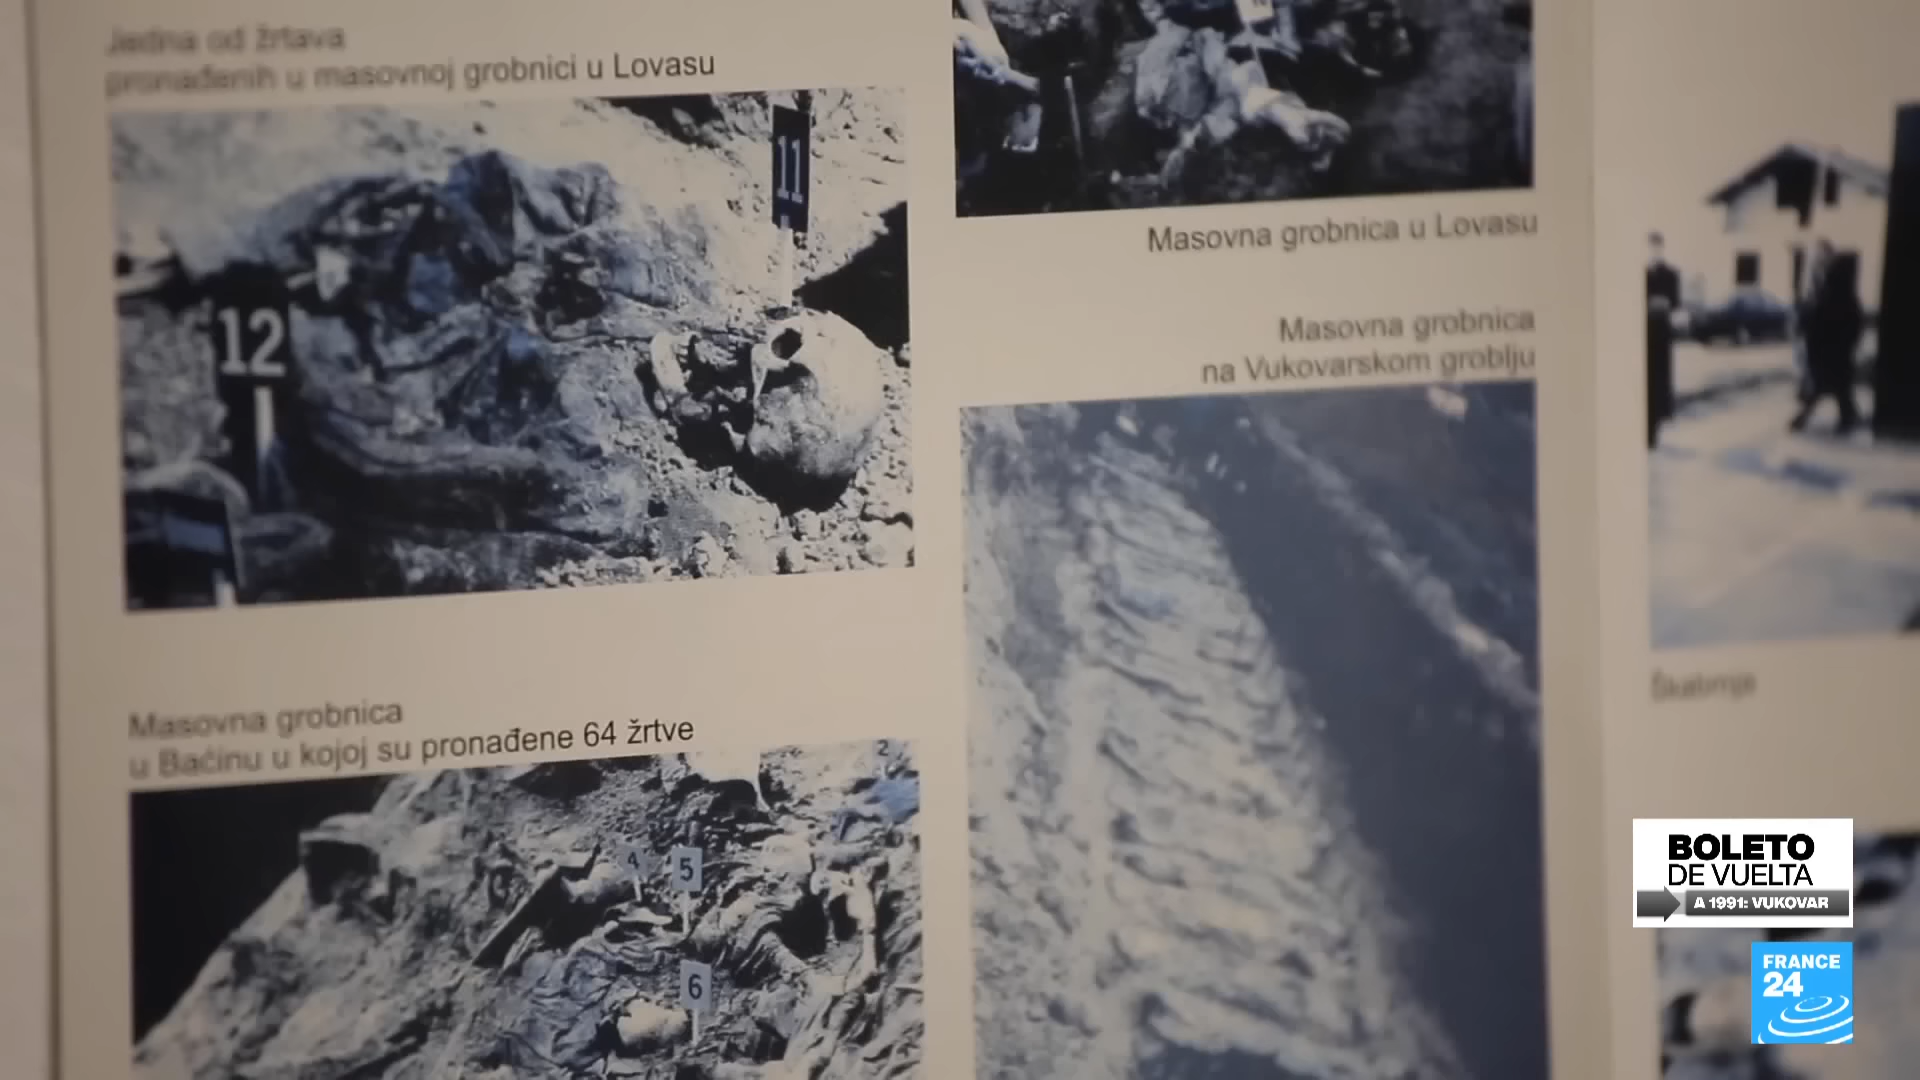 Jedna od žrtava
pronađenih u masovnoj grobnici u Lovasu
11
12
Masovna grobnica u Lovasu
Masovna grobnica
na Vukovarskom groblju
Masovna grobnica
u Baćinu u kojoj su pronađene 64 žrtve
2
4
5
6
Škabrnja
BOLETO
DE VUELTA
A 1991: VUKOVAR
FRANCE
24